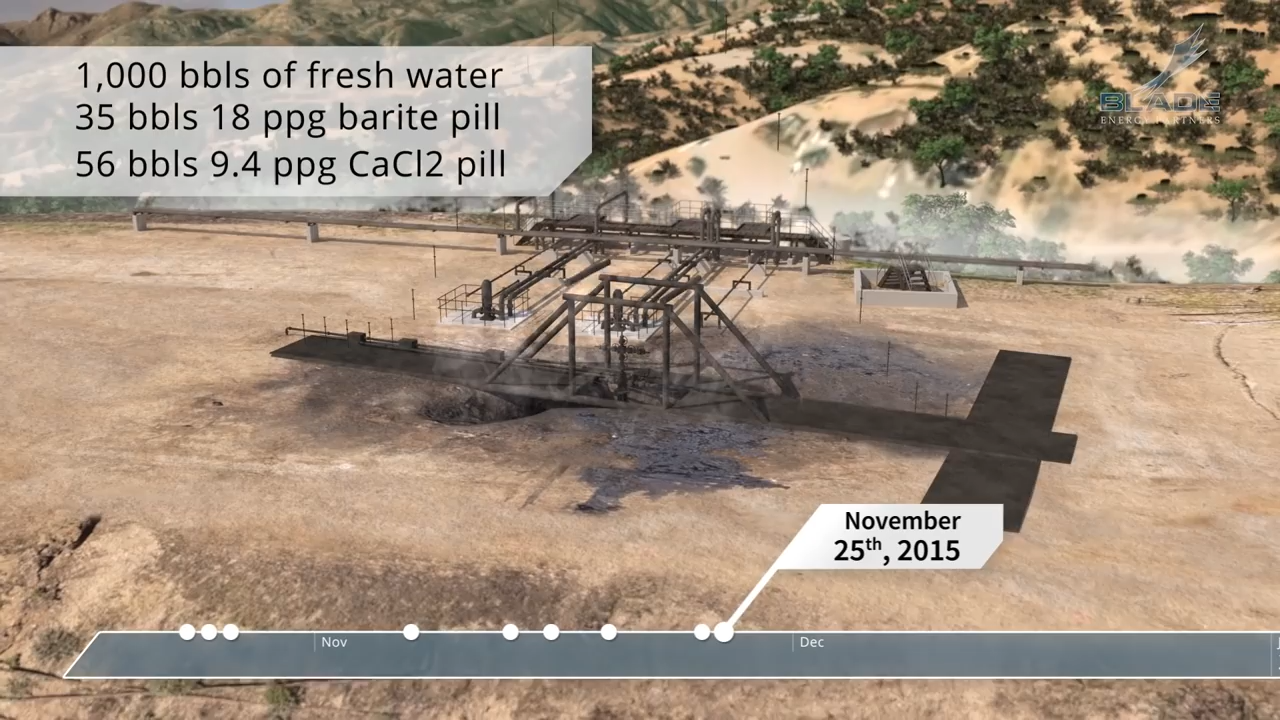 1,000 bbls of fresh water
35 bbls 18 ppg barite pill
56 bbls 9.4 ppg CaCl2 pill
BLADE
ENERGY PARTNERS
November
25th, 2015
Nov
Dec